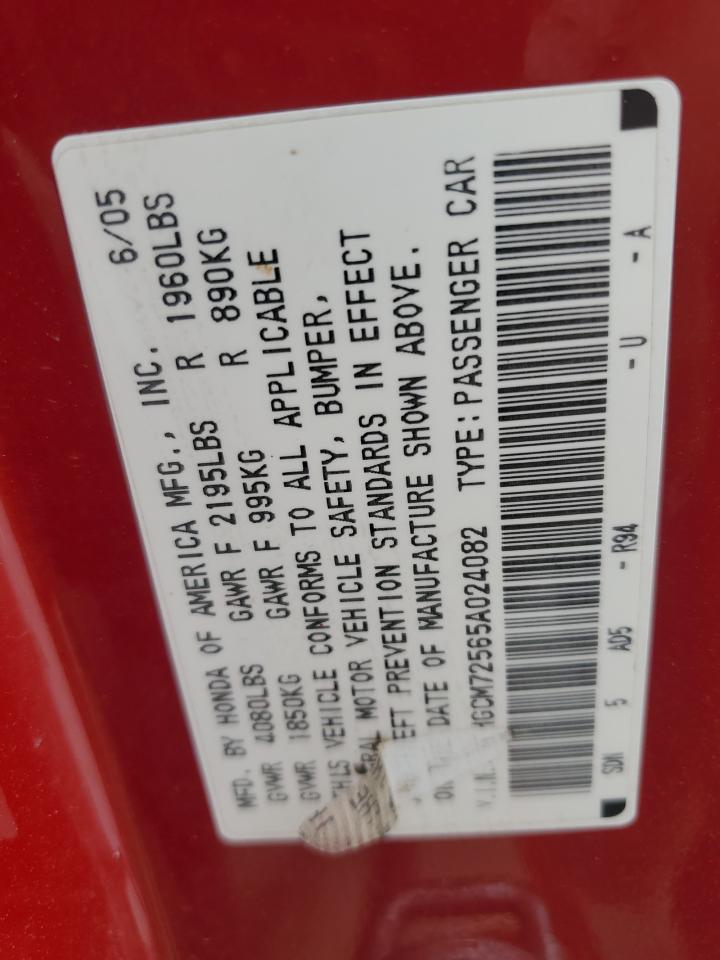 MFD. BY HONDA OF AMERICA MFG., INC. 6/05
GVWR 4080LBS GAWR F 2195LBS R 1960LBS
GVWR 1850KG GAWR F 995KG R 890KG
THIS VEHICLE CONFORMS TO ALL APPLICABLE
MOTOR VEHICLE SAFETY, BUMPER,
PREVENTION STANDARDS IN EFFECT
DATE OF MANUFACTURE SHOWN ABOVE.
V.I.N. 1GCM72565A024082 TYPE: PASSENGER CAR
SDN 5 AD5 - R94 - U - A